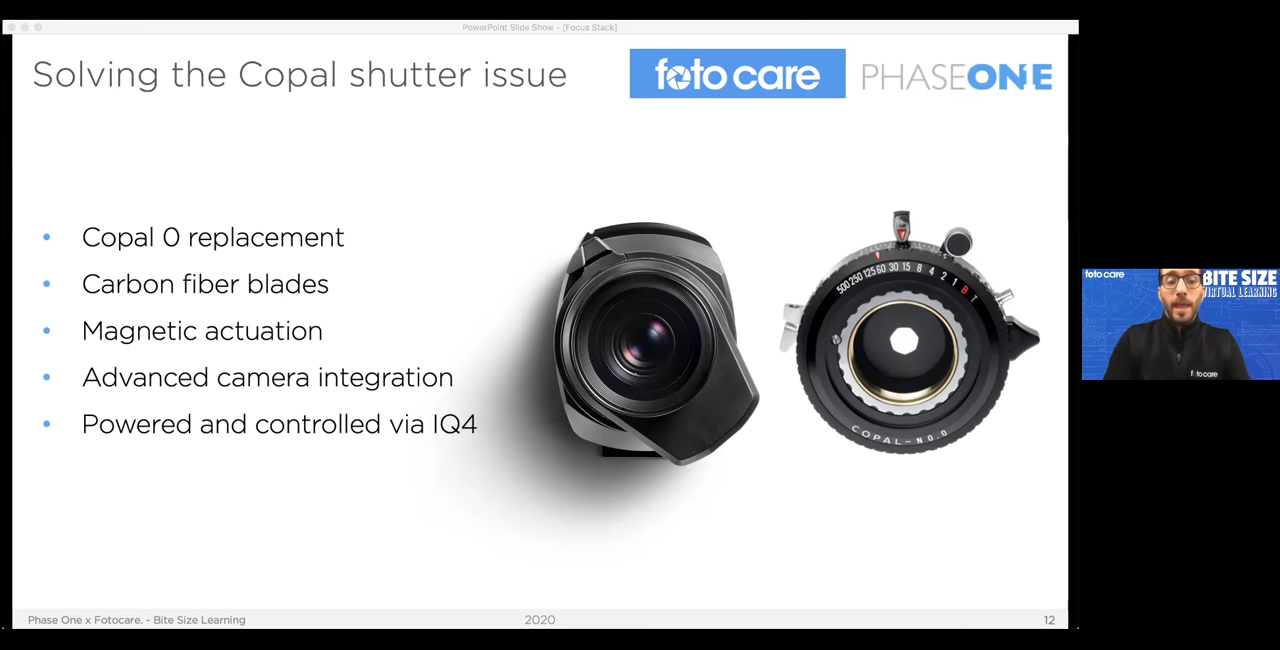 PowerPoint Slide Show - [Focus Stack]
Solving the Copal shutter issue
foto care
PHASEONE
Copal 0 replacement
Carbon fiber blades
Magnetic actuation
Advanced camera integration
Powered and controlled via IQ4
500 250 125 60 30 15 8 4 2 1 B T
COPAL-NO.0
foto care
BITE SIZE
VIRTUAL LEARNING
foto care
Phase One x Fotocare. - Bite Size Learning
2020
12